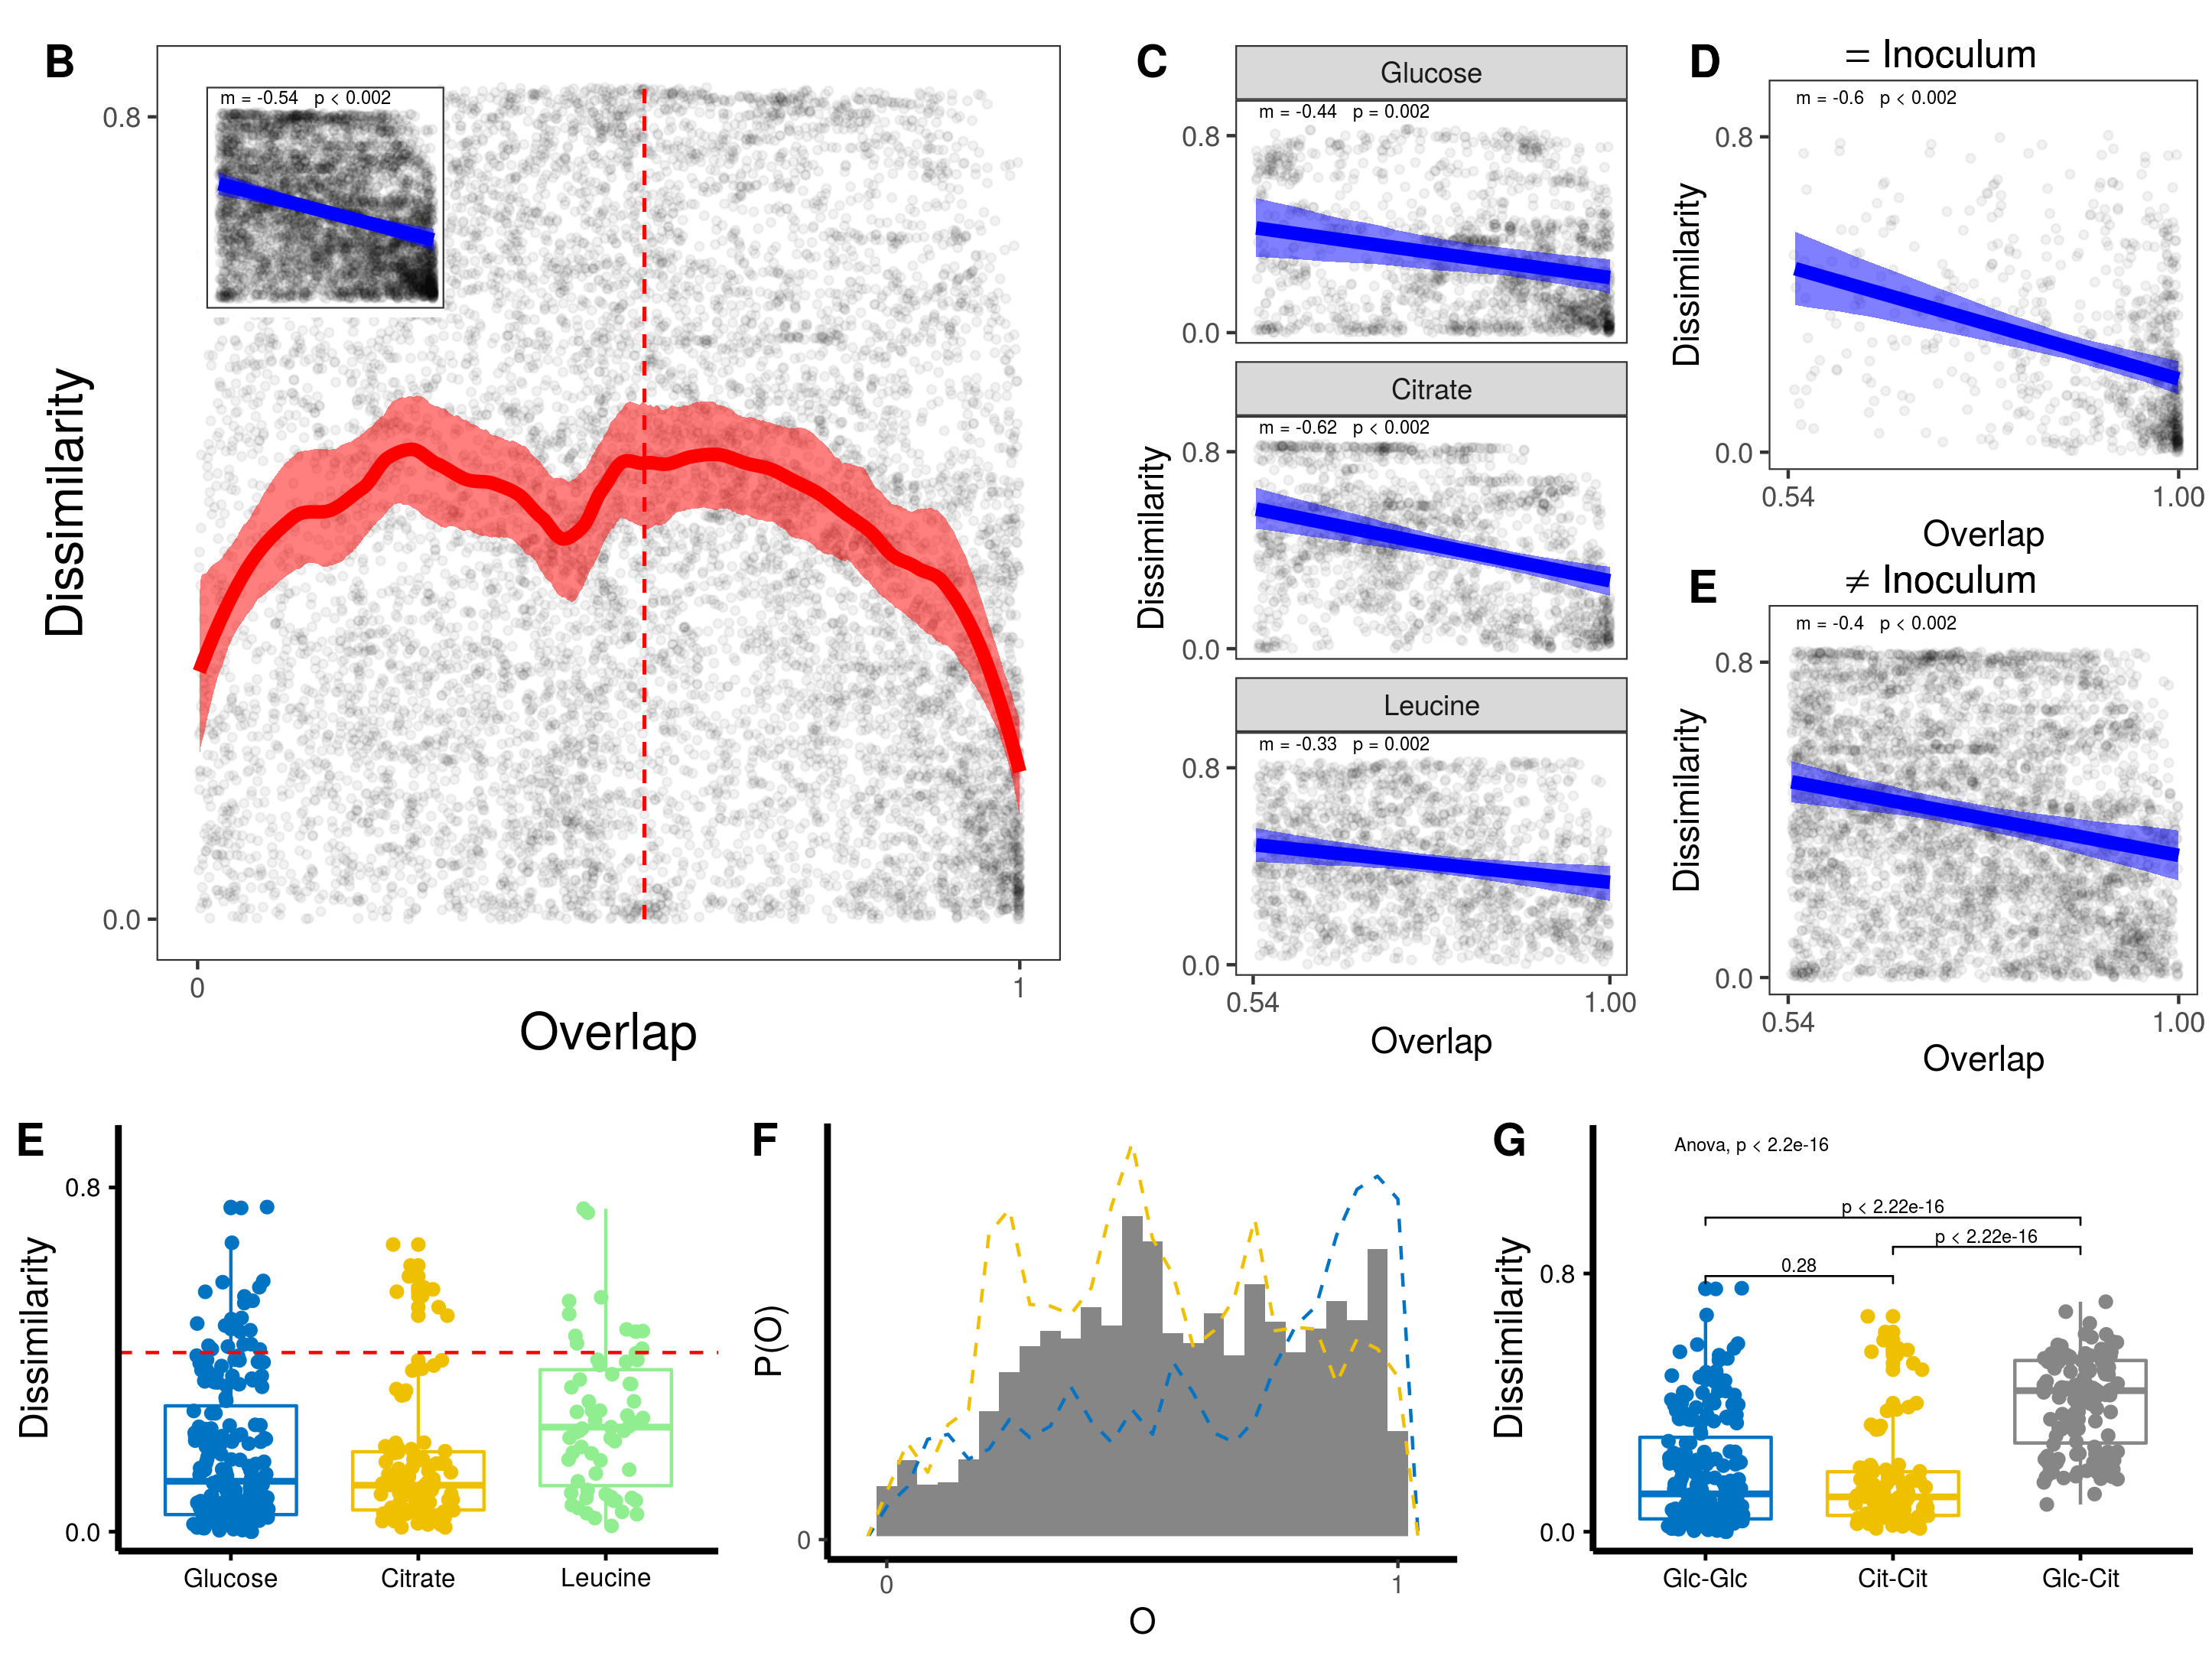 B
m = -0.54 p < 0.002
0.8
0.0
Dissimilarity
0
1
Overlap
C
Glucose
m = -0.44 p = 0.002
0.8
0.0
Citrate
m = -0.62 p < 0.002
0.8
0.0
Dissimilarity
Leucine
m = -0.33 p = 0.002
0.8
0.0
0.54
1.00
Overlap
D
= Inoculum
m = -0.6 p < 0.002
0.8
0.0
Dissimilarity
0.54
1.00
Overlap
E
≠ Inoculum
m = -0.4 p < 0.002
0.8
0.0
Dissimilarity
0.54
1.00
Overlap
E
0.8
0.0
Dissimilarity
Glucose
Citrate
Leucine
F
P(O)
0
0
1
O
G
Anova, p < 2.2e-16
p < 2.22e-16
p < 2.22e-16
0.28
0.8
0.0
Dissimilarity
Glc-Glc
Cit-Cit
Glc-Cit